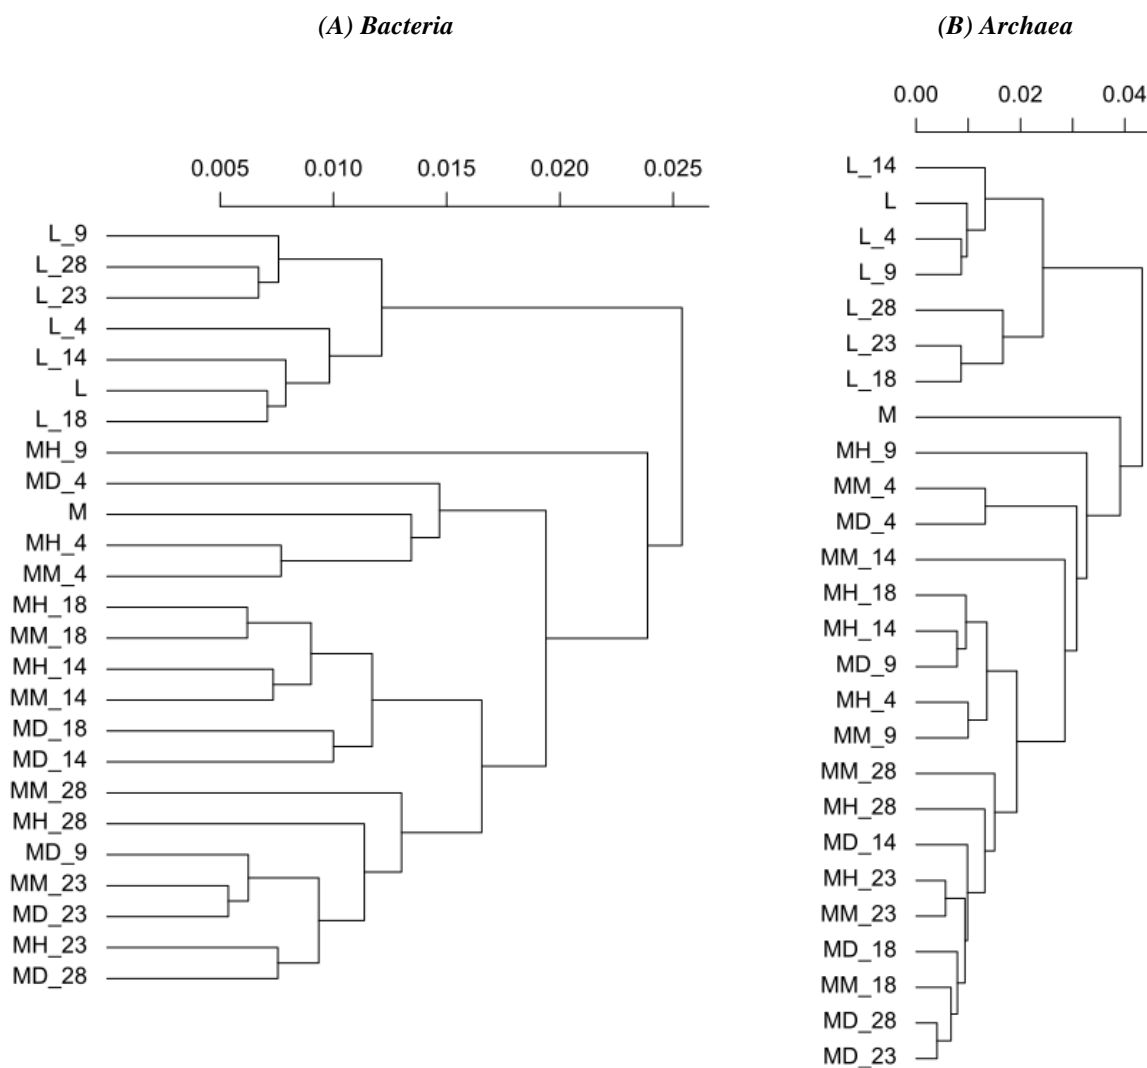 (A) Bacteria
0.005 0.010 0.015 0.020 0.025
L_9
L_28
L_23
L_4
L_14
L
L_18
MH_9
MD_4
M
MH_4
MM_4
MH_18
MM_18
MH_14
MM_14
MD_18
MD_14
MM_28
MH_28
MD_9
MM_23
MD_23
MH_23
MD_28
(B) Archaea
0.00 0.02 0.04
L_14
L
L_4
L_9
L_28
L_23
L_18
M
MH_9
MM_4
MD_4
MM_14
MH_18
MH_14
MD_9
MH_4
MM_9
MM_28
MH_28
MD_14
MH_23
MM_23
MD_18
MM_18
MD_28
MD_23